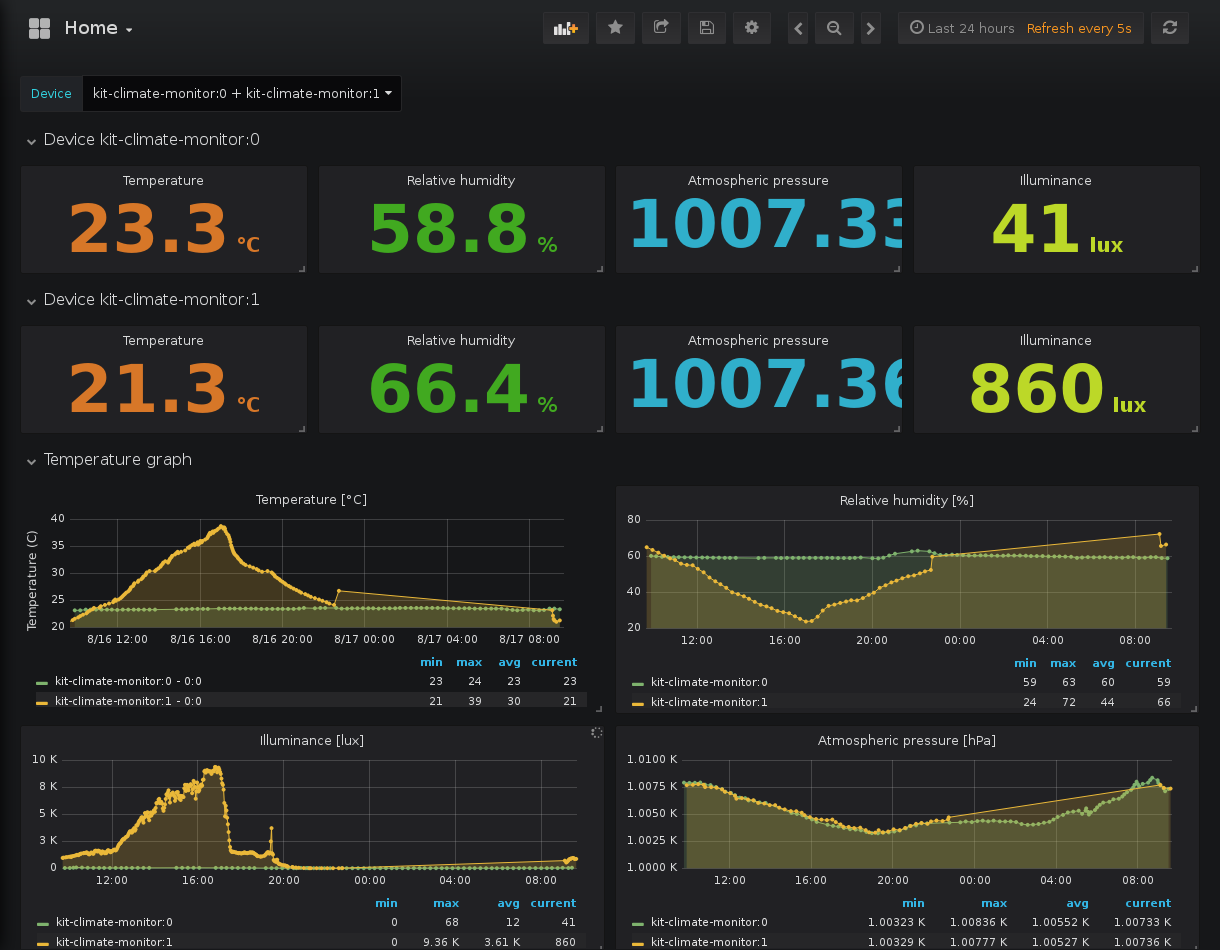 Home
Last 24 hours Refresh every 5s
Device kit-climate-monitor:0 + kit-climate-monitor:1
Device kit-climate-monitor:0
Temperature Relative humidity Atmospheric pressure Illuminance
23.3 °C 58.8 % 1007.33 41 lux
Device kit-climate-monitor:1
Temperature Relative humidity Atmospheric pressure Illuminance
21.3 °C 66.4 % 1007.36 860 lux
Temperature graph
Temperature [°C]
Temperature (C)
40
35
30
25
20
8/16 12:00 8/16 16:00 8/16 20:00 8/17 00:00 8/17 04:00 8/17 08:00
min max avg current
kit-climate-monitor:0 - 0:0 23 24 23 23
kit-climate-monitor:1 - 0:0 21 39 30 21
Relative humidity [%]
80
60
40
20
12:00 16:00 20:00 00:00 04:00 08:00
min max avg current
kit-climate-monitor:0 59 63 60 59
kit-climate-monitor:1 24 72 44 66
Illuminance [lux]
10 K
8 K
5 K
3 K
0
12:00 16:00 20:00 00:00 04:00 08:00
min max avg current
kit-climate-monitor:0 0 68 12 41
kit-climate-monitor:1 0 9.36 K 3.61 K 860
Atmospheric pressure [hPa]
1.0100 K
1.0075 K
1.0050 K
1.0025 K
1.0000 K
12:00 16:00 20:00 00:00 04:00 08:00
min max avg current
kit-climate-monitor:0 1.00323 K 1.00836 K 1.00552 K 1.00733 K
kit-climate-monitor:1 1.00329 K 1.00777 K 1.00527 K 1.00736 K